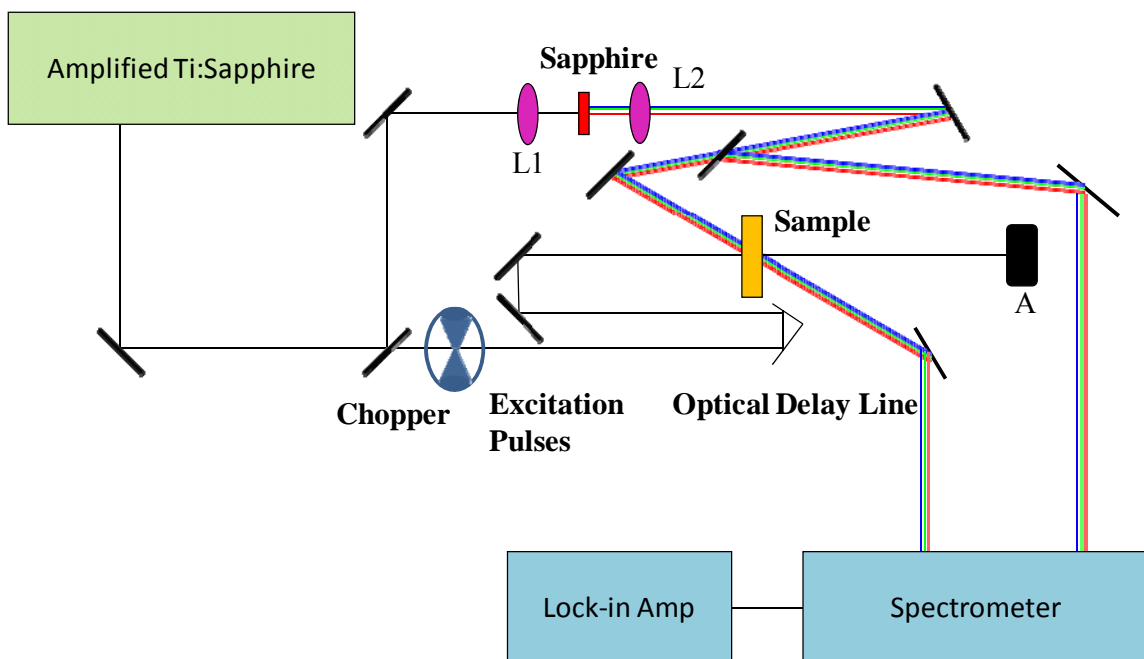 Amplified Ti:Sapphire
Sapphire
L2
L1
Sample
A
Chopper
Excitation
Pulses
Optical Delay Line
Lock-in Amp
Spectrometer